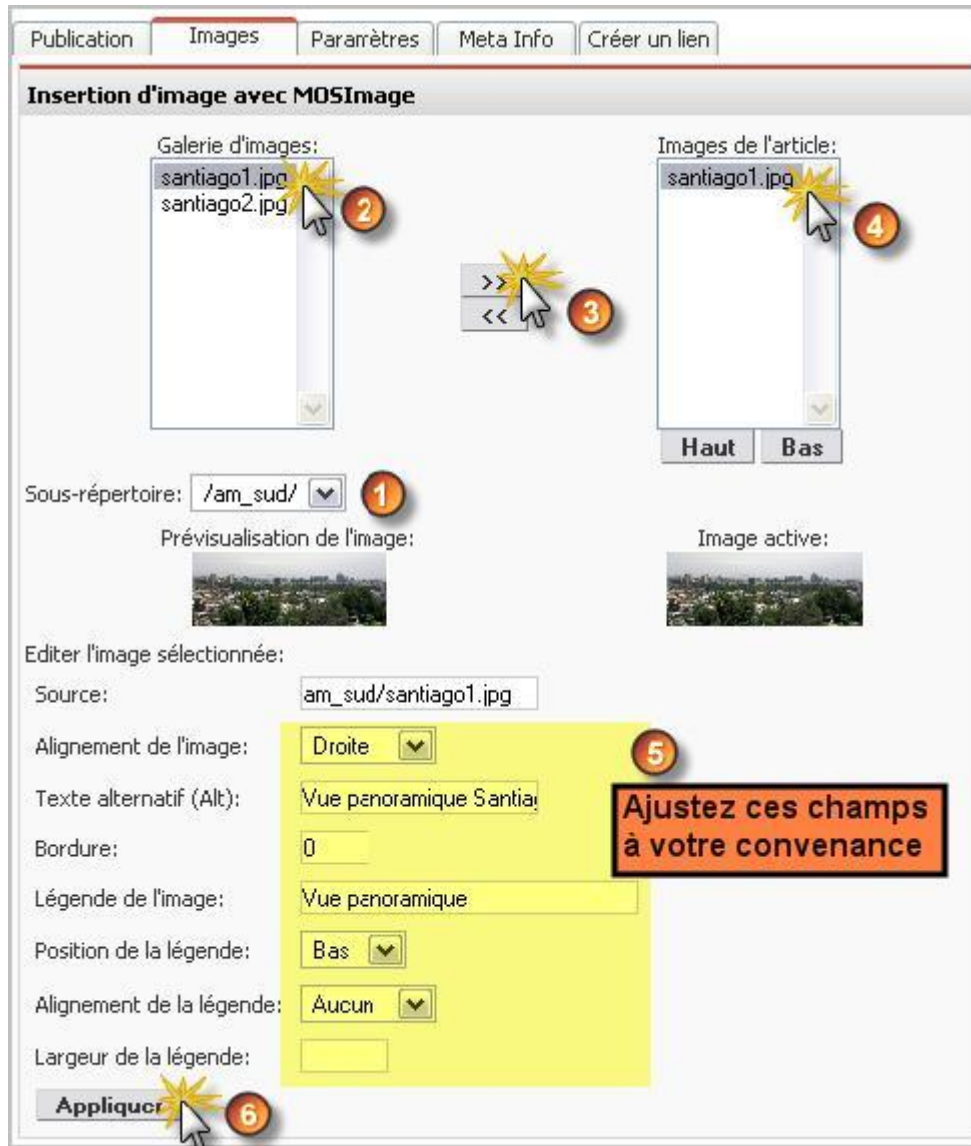 Publication Images Paramètres Meta Info Créer un lien
Insertion d'image avec MOSImage
Galerie d'images: Images de l'article:
santiago1.jpg santiago1.jpg
santiago2.jpg
2
4
>>
<<
3
Haut Bas
Sous-répertoire: /am_sud/ 1
Prévisualisation de l'image: Image active:
Editer l'image sélectionnée:
Source: am_sud/santiago1.jpg
Alignement de l'image: Droite
5
Texte alternatif (Alt): Vue panoramique Santiag
Ajustez ces champs
à votre convenance
Bordure: 0
Légende de l'image: Vue panoramique
Position de la légende: Bas
Alignement de la légende: Aucun
Largeur de la légende:
Appliquer 6